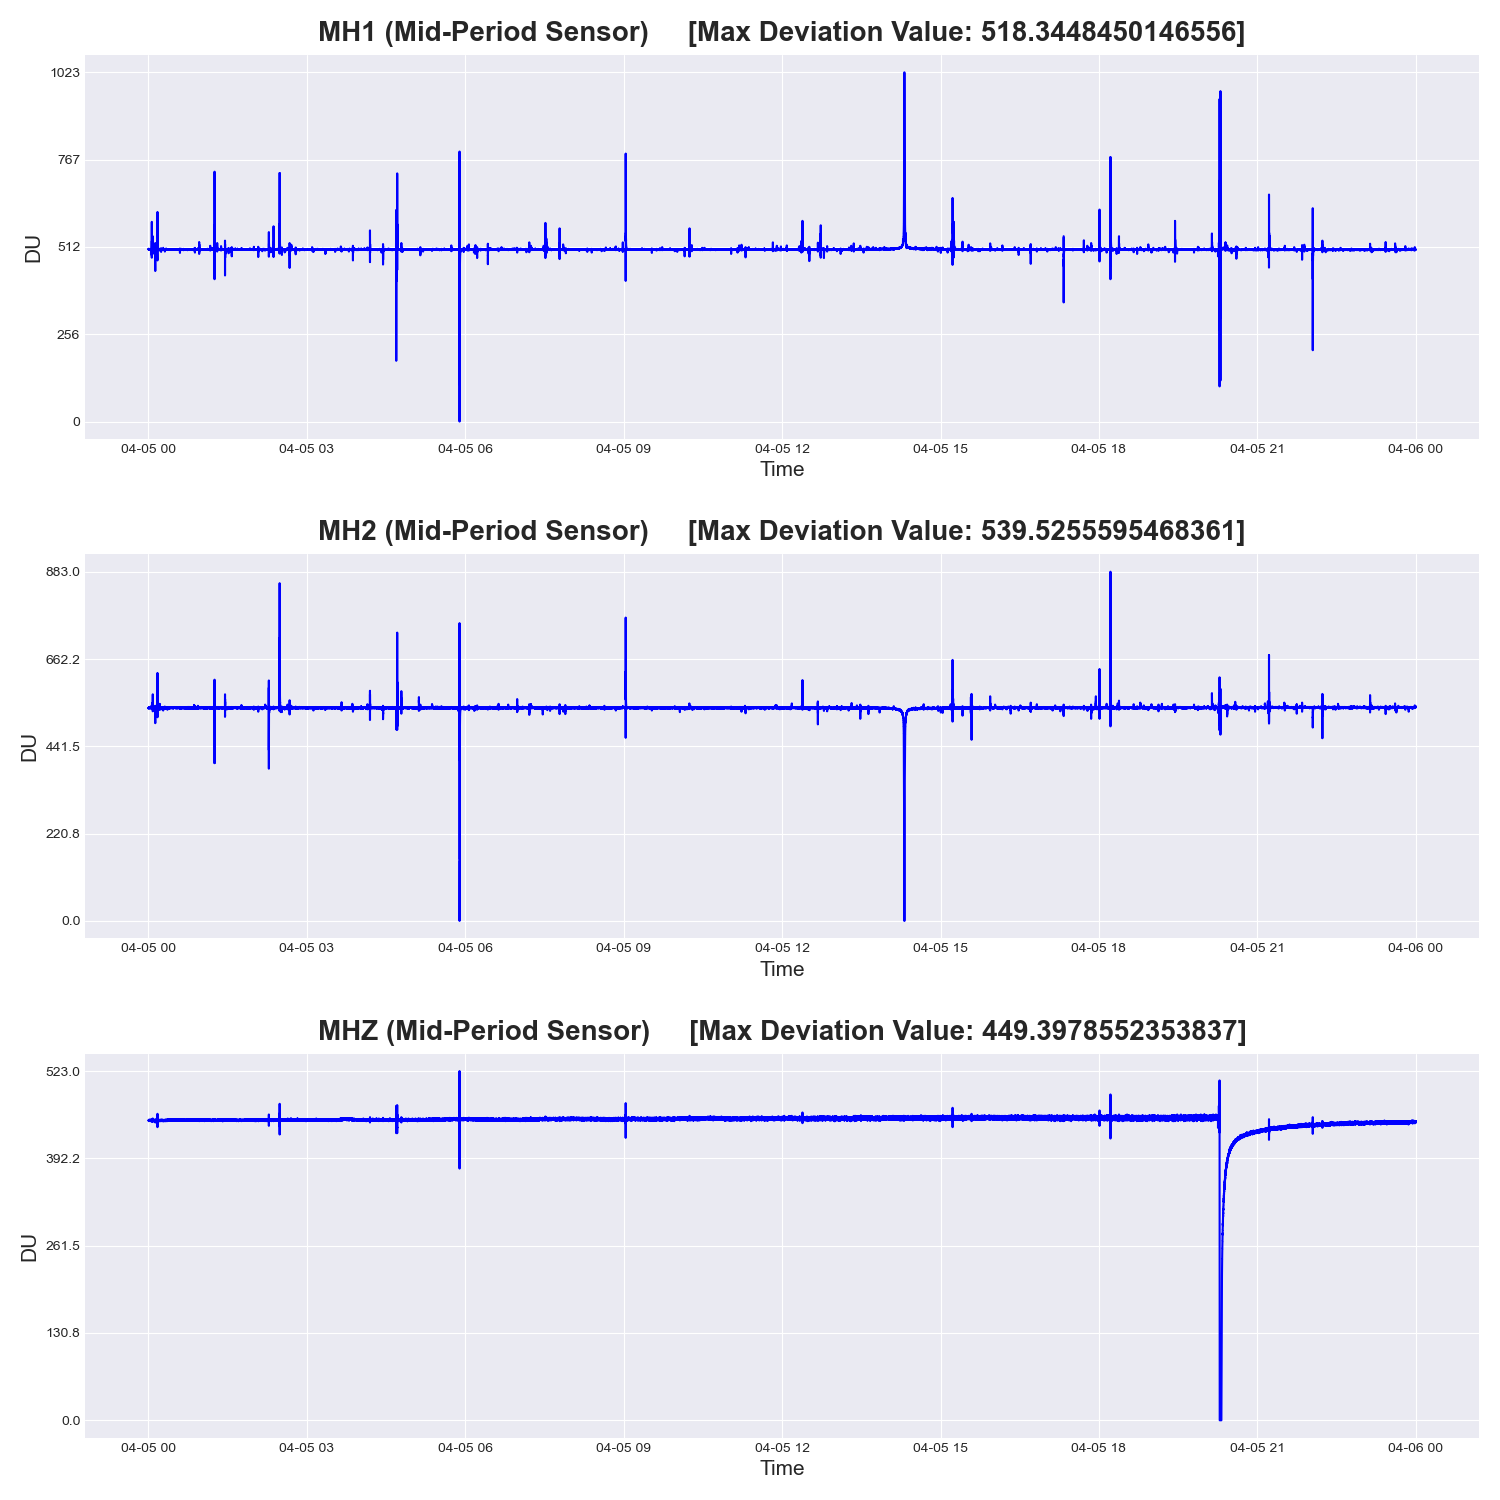 MH1 (Mid-Period Sensor) [Max Deviation Value: 518.3448450146556]
1023
767
512
256
0
DU
04-05 00 04-05 03 04-05 06 04-05 09 04-05 12 04-05 15 04-05 18 04-05 21 04-06 00
Time
MH2 (Mid-Period Sensor) [Max Deviation Value: 539.5255595468361]
883.0
662.2
441.5
220.8
0.0
DU
04-05 00 04-05 03 04-05 06 04-05 09 04-05 12 04-05 15 04-05 18 04-05 21 04-06 00
Time
MHZ (Mid-Period Sensor) [Max Deviation Value: 449.3978552353837]
523.0
392.2
261.5
130.8
0.0
DU
04-05 00 04-05 03 04-05 06 04-05 09 04-05 12 04-05 15 04-05 18 04-05 21 04-06 00
Time